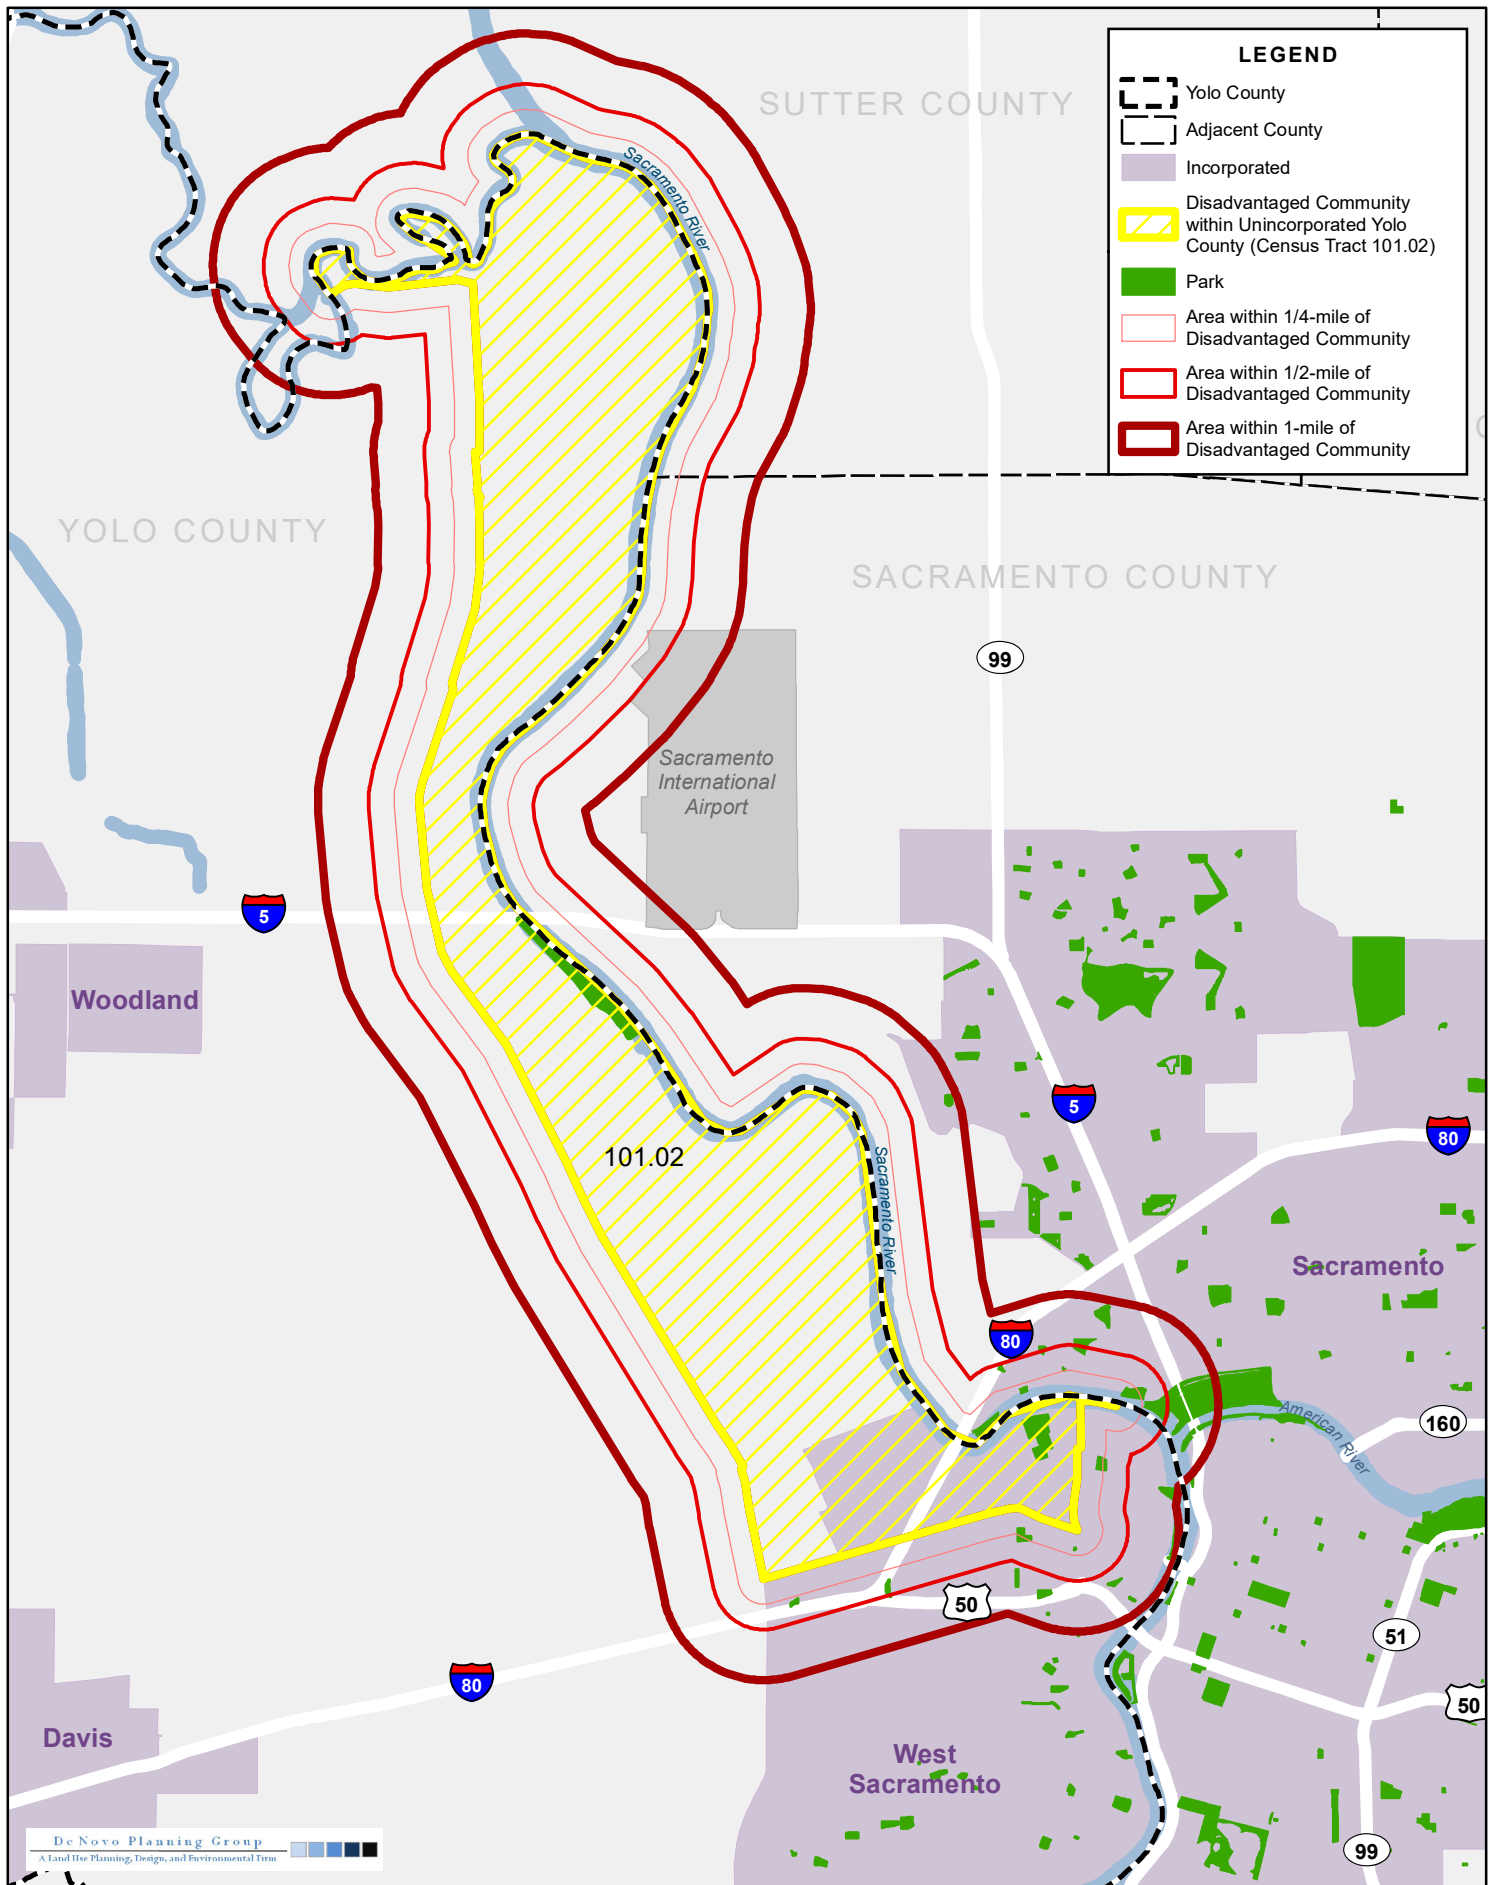 LEGEND
Yolo County
Adjacent County
Incorporated
Disadvantaged Community
within Unincorporated Yolo
County (Census Tract 101.02)
Park
Area within 1/4-mile of
Disadvantaged Community
Area within 1/2-mile of
Disadvantaged Community
Area within 1-mile of
Disadvantaged Community
SUTTER COUNTY
Sacramento River
YOLO COUNTY
SACRAMENTO COUNTY
99
Sacramento
International
Airport
5
Woodland
5
80
101.02
Sacramento River
Sacramento
80
American River
160
50
51
80
50
Davis
West
Sacramento
99
De Novo Planning Group
A Land Use Planning, Design, and Environmental Firm